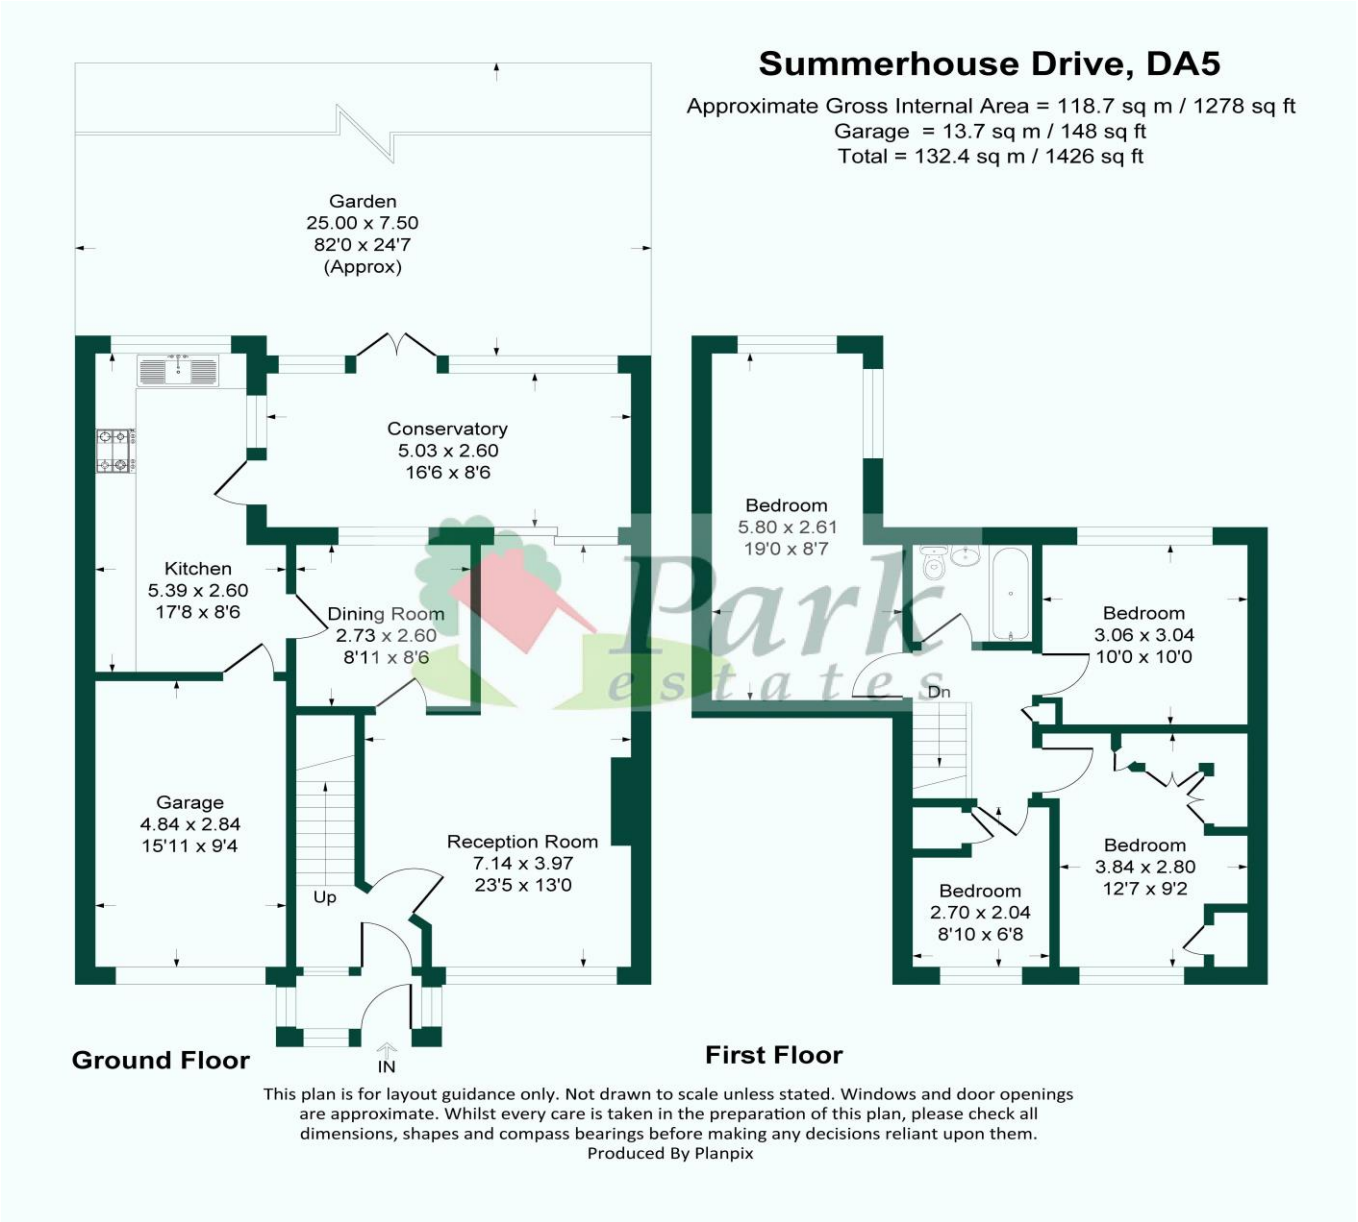 Summerhouse Drive, DA5
Approximate Gross Internal Area = 118.7 sq m / 1278 sq ft
Garage = 13.7 sq m / 148 sq ft
Total = 132.4 sq m / 1426 sq ft
Garden
25.00 x 7.50
82'0 x 24'7
(Approx)
Conservatory
5.03 x 2.60
16'6 x 8'6
Kitchen
5.39 x 2.60
17'8 x 8'6
Dining Room
2.73 x 2.60
8'11 x 8'6
Garage
4.84 x 2.84
15'11 x 9'4
Reception Room
7.14 x 3.97
23'5 x 13'0
Up
IN
Ground Floor
Bedroom
5.80 x 2.61
19'0 x 8'7
Bedroom
3.06 x 3.04
10'0 x 10'0
Dn
Bedroom
3.84 x 2.80
12'7 x 9'2
Bedroom
2.70 x 2.04
8'10 x 6'8
First Floor
Park
estates
This plan is for layout guidance only. Not drawn to scale unless stated. Windows and door openings
are approximate. Whilst every care is taken in the preparation of this plan, please check all
dimensions, shapes and compass bearings before making any decisions reliant upon them.
Produced By Planpix